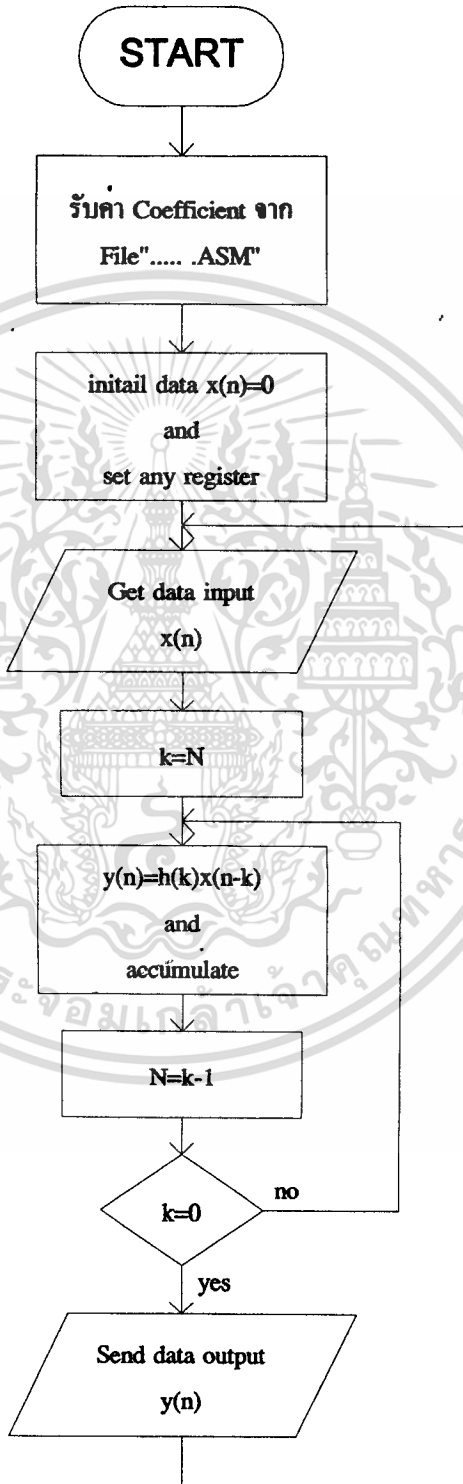 START
รับค่า Coefficient จาก
File"..... .ASM"
initail data x(n)=0
and
set any register
Get data input
x(n)
k=N
y(n)=h(k)x(n-k)
and
accumulate
N=k-1
k=0
no
yes
Send data output
y(n)